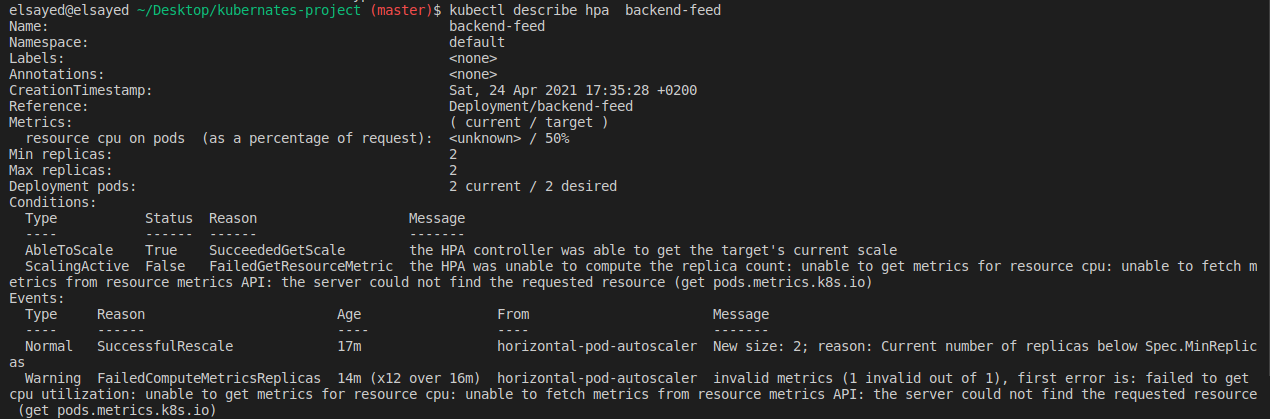 elsayed@elsayed ~/Desktop/kubernates-project (master)$ kubectl describe hpa  backend-feed
Name:                                                  backend-feed
Namespace:                                             default
Labels:                                                <none>
Annotations:                                           <none>
CreationTimestamp:                                     Sat, 24 Apr 2021 17:35:28 +0200
Reference:                                             Deployment/backend-feed
Metrics:                                               ( current / target )
  resource cpu on pods  (as a percentage of request):  <unknown> / 50%
Min replicas:                                          2
Max replicas:                                          2
Deployment pods:                                       2 current / 2 desired
Conditions:
  Type           Status  Reason                   Message
  ----           ------  ------                   -------
  AbleToScale    True    SucceededGetScale        the HPA controller was able to get the target's current scale
  ScalingActive  False   FailedGetResourceMetric  the HPA was unable to compute the replica count: unable to get metrics for resource cpu: unable to fetch m
etrics from resource metrics API: the server could not find the requested resource (get pods.metrics.k8s.io)
Events:
  Type     Reason                        Age                 From                       Message
  ----     ------                        ----                ----                       -------
  Normal   SuccessfulRescale             17m                 horizontal-pod-autoscaler  New size: 2; reason: Current number of replicas below Spec.MinReplic
as
  Warning  FailedComputeMetricsReplicas  14m (x12 over 16m)  horizontal-pod-autoscaler  invalid metrics (1 invalid out of 1), first error is: failed to get
cpu utilization: unable to get metrics for resource cpu: unable to fetch metrics from resource metrics API: the server could not find the requested resource
 (get pods.metrics.k8s.io)